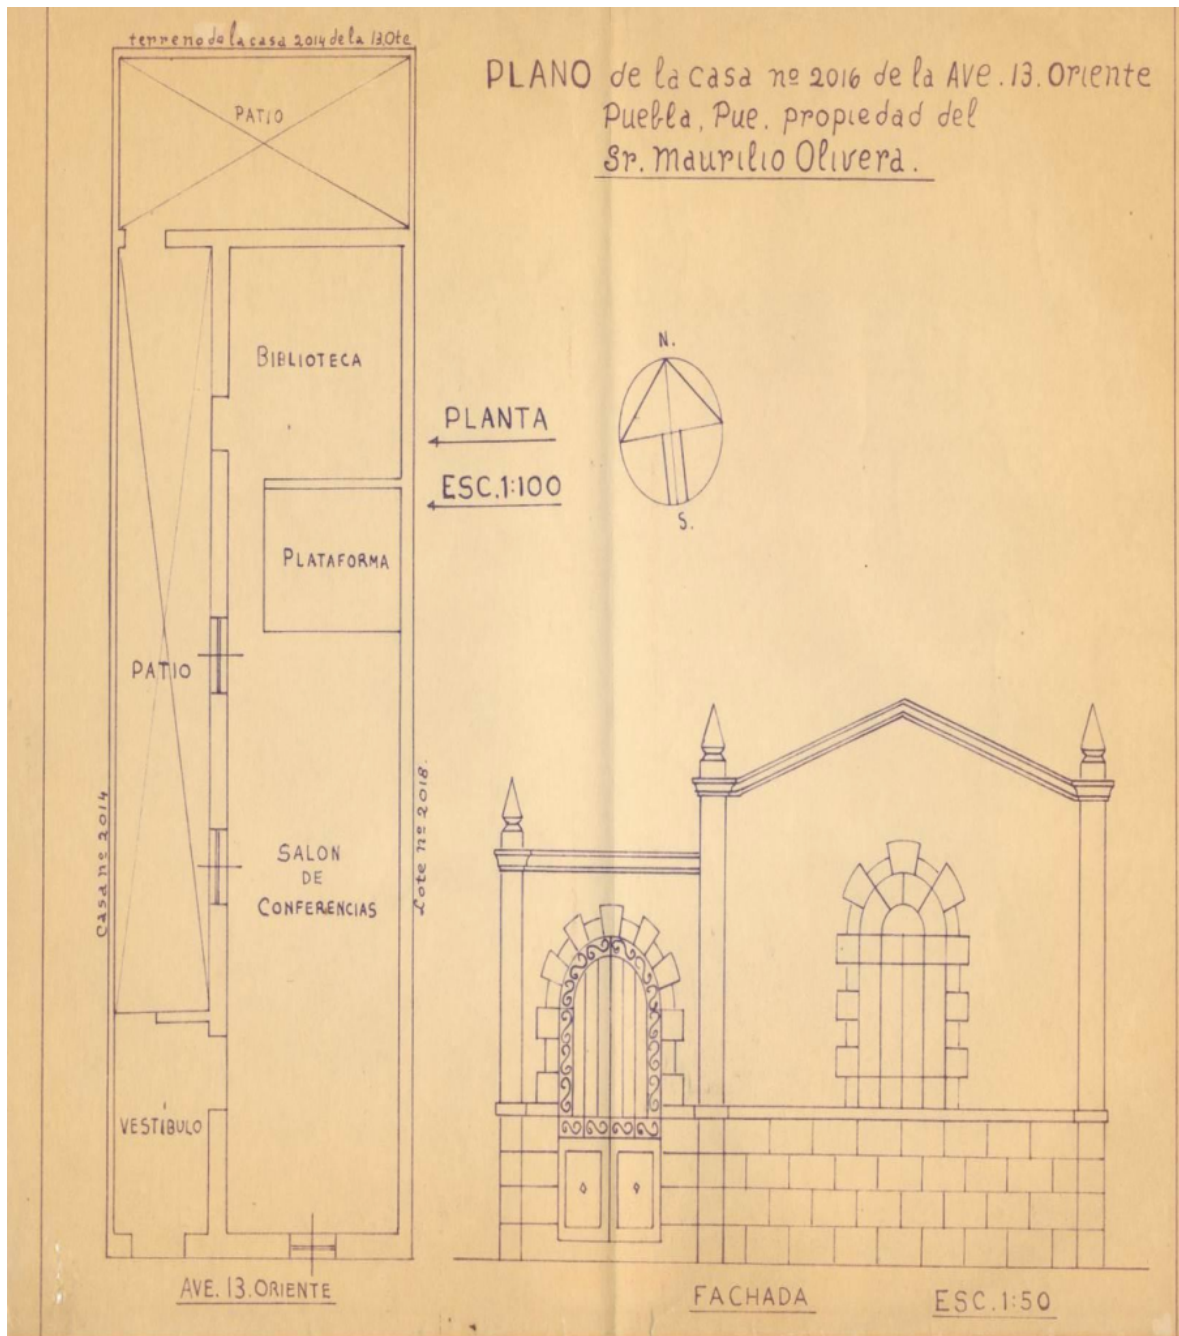 terreno de la casa 2014 de la 13.Ote
PLANO de la casa nº 2016 de la Ave. 13. Oriente
Puebla, Pue. propiedad del
Sr. Maurilio Olivera.
PATIO
BIBLIOTECA
N.
PLANTA
ESC. 1:100
S.
PLATAFORMA
PATIO
Casa nº 2014
Lote nº 2018.
SALON
DE
CONFERENCIAS
VESTÍBULO
AVE. 13. ORIENTE
FACHADA
ESC. 1:50